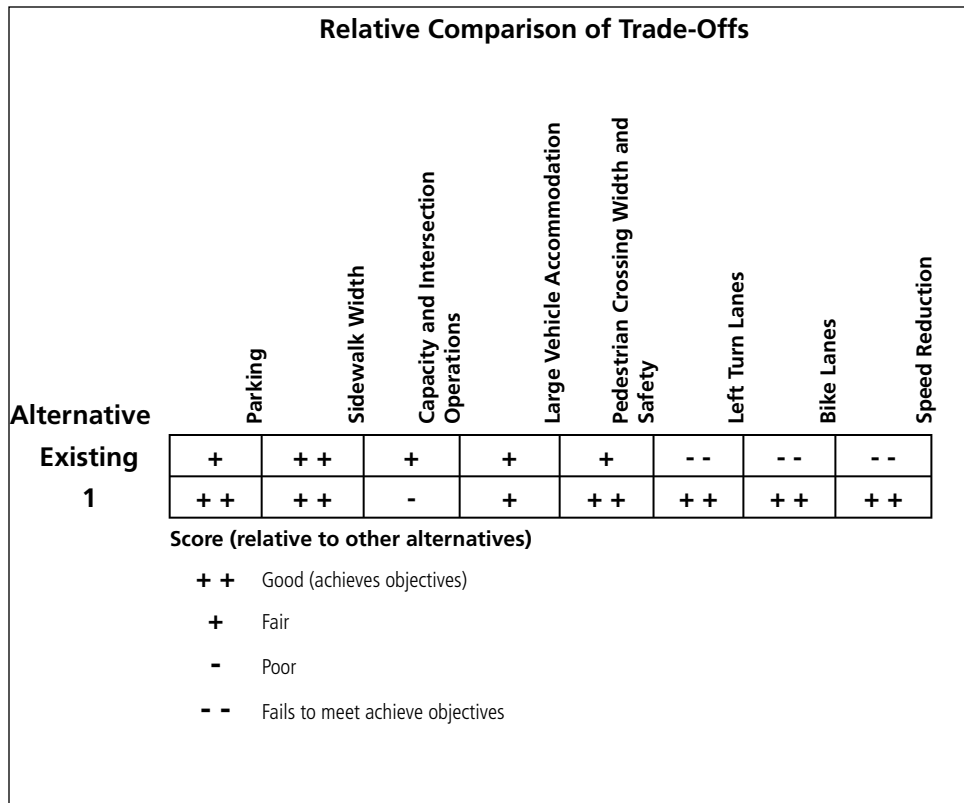 Relative Comparison of Trade-Offs
Alternative
Parking
Sidewalk Width
Capacity and Intersection
Operations
Large Vehicle Accommodation
Pedestrian Crossing Width and
Safety
Left Turn Lanes
Bike Lanes
Speed Reduction
Existing + + + + + + - - - - - -
1 + + + + - + + + + + + + + +
Score (relative to other alternatives)
+ + Good (achieves objectives)
+ Fair
- Poor
- - Fails to meet achieve objectives